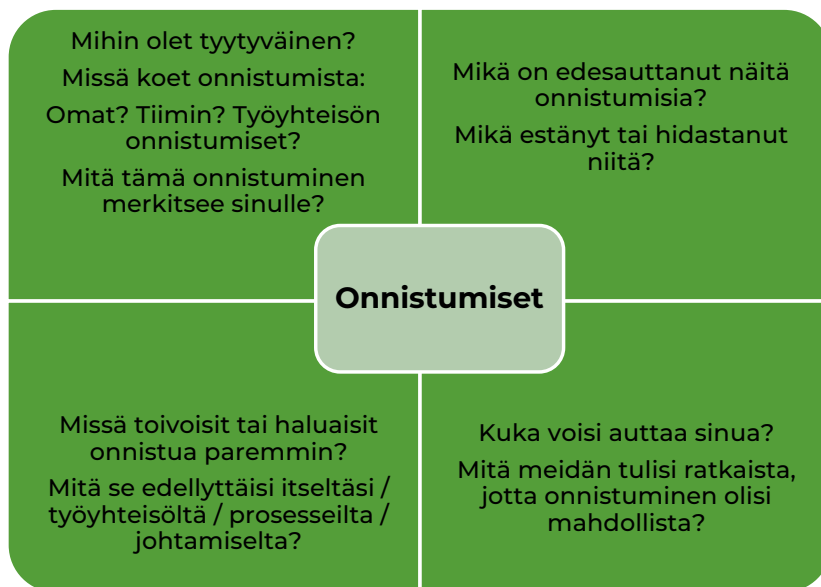 Mihin olet tyytyväinen?
Missä koet onnistumista:
Omat? Tiimin? Työyhteisön
onnistumiset?
Mitä tämä onnistuminen
merkitsee sinulle?
Mikä on edesauttanut näitä
onnistumisia?
Mikä estänyt tai hidastanut
niitä?
Onnistumiset
Missä toivoisit tai haluaisit
onnistua paremmin?
Mitä se edellyttäisi itseltäsi /
työyhteisöltä / prosesseilta /
johtamiselta?
Kuka voisi auttaa sinua?
Mitä meidän tulisi ratkaista,
jotta onnistuminen olisi
mahdollista?